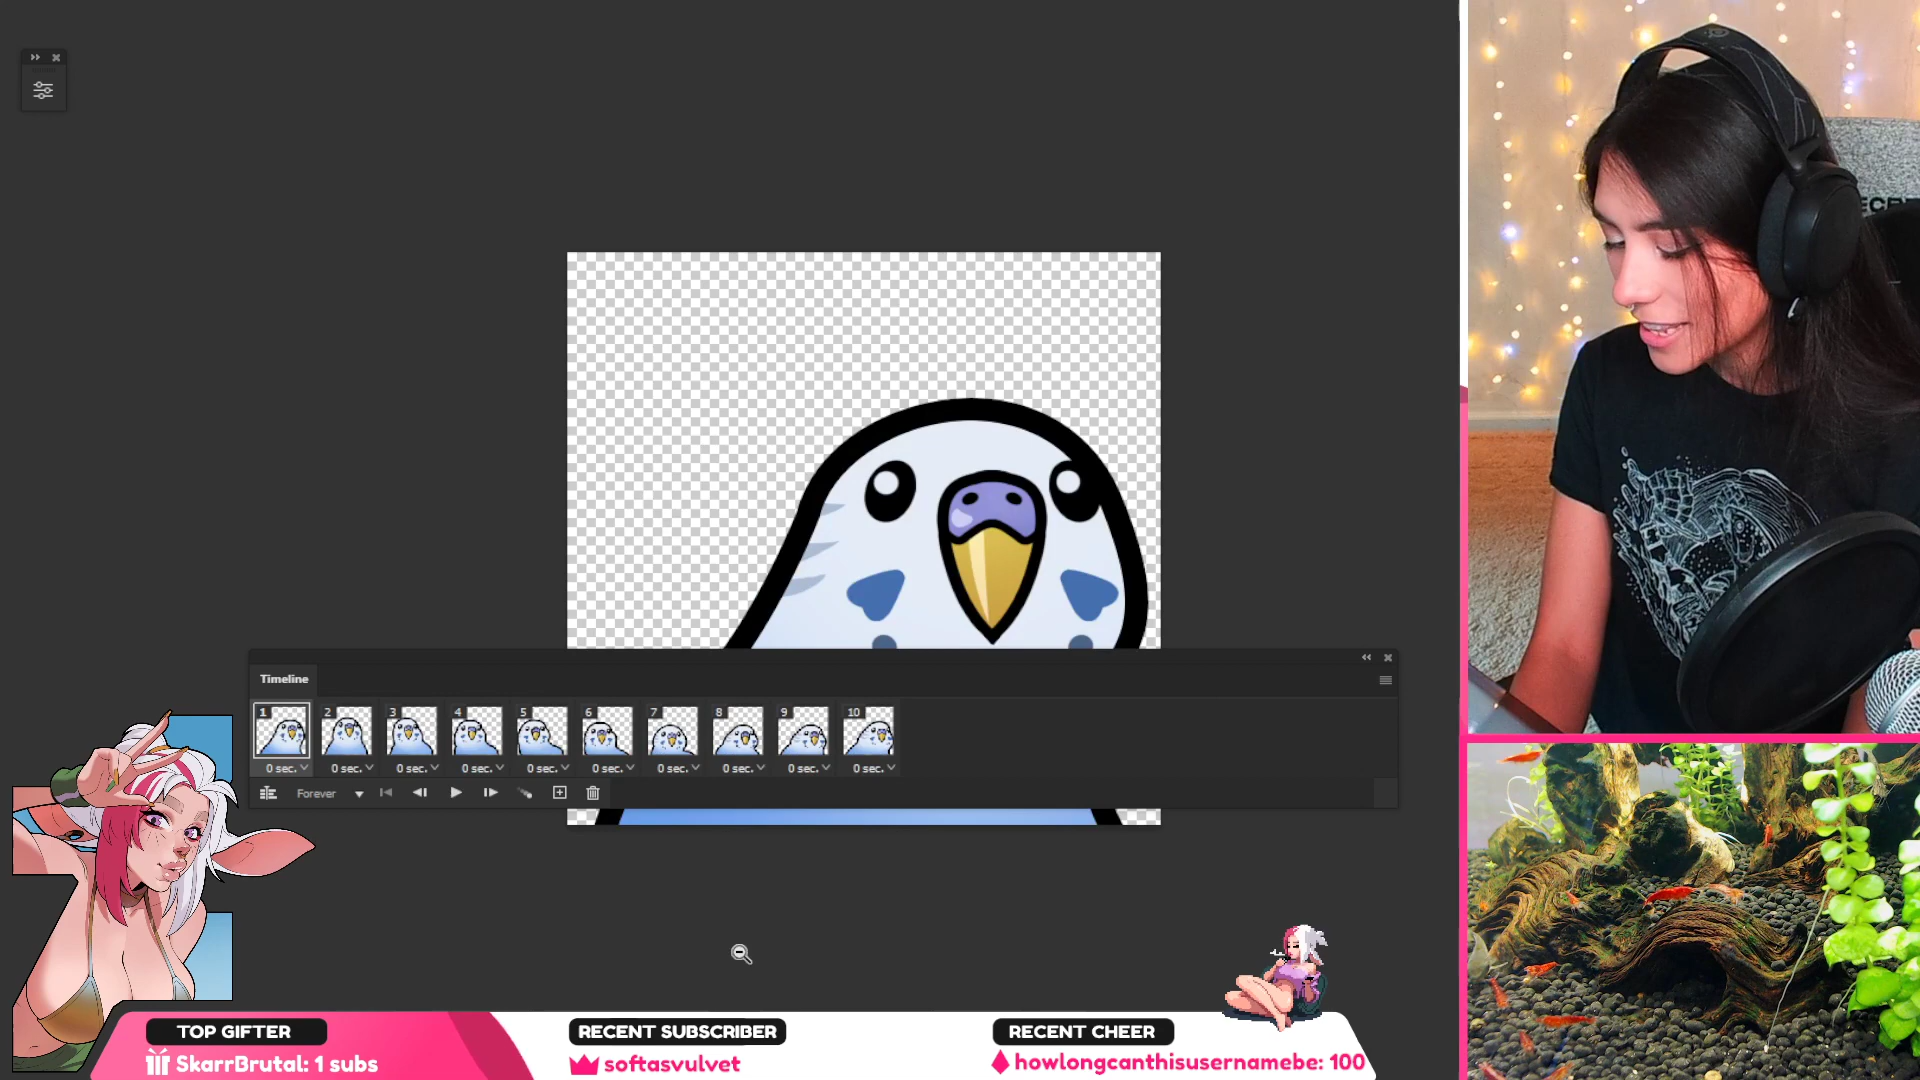 ECRE
Timeline
1 2 3 4 5 6 7 8 9 10
0 sec. 0 sec. 0 sec. 0 sec. 0 sec. 0 sec. 0 sec. 0 sec. 0 sec. 0 sec.
Forever
TOP GIFTER
SkarrBrutal: 1 subs
RECENT SUBSCRIBER
softasvulvet
RECENT CHEER
howlongcanthisusernamebe: 100